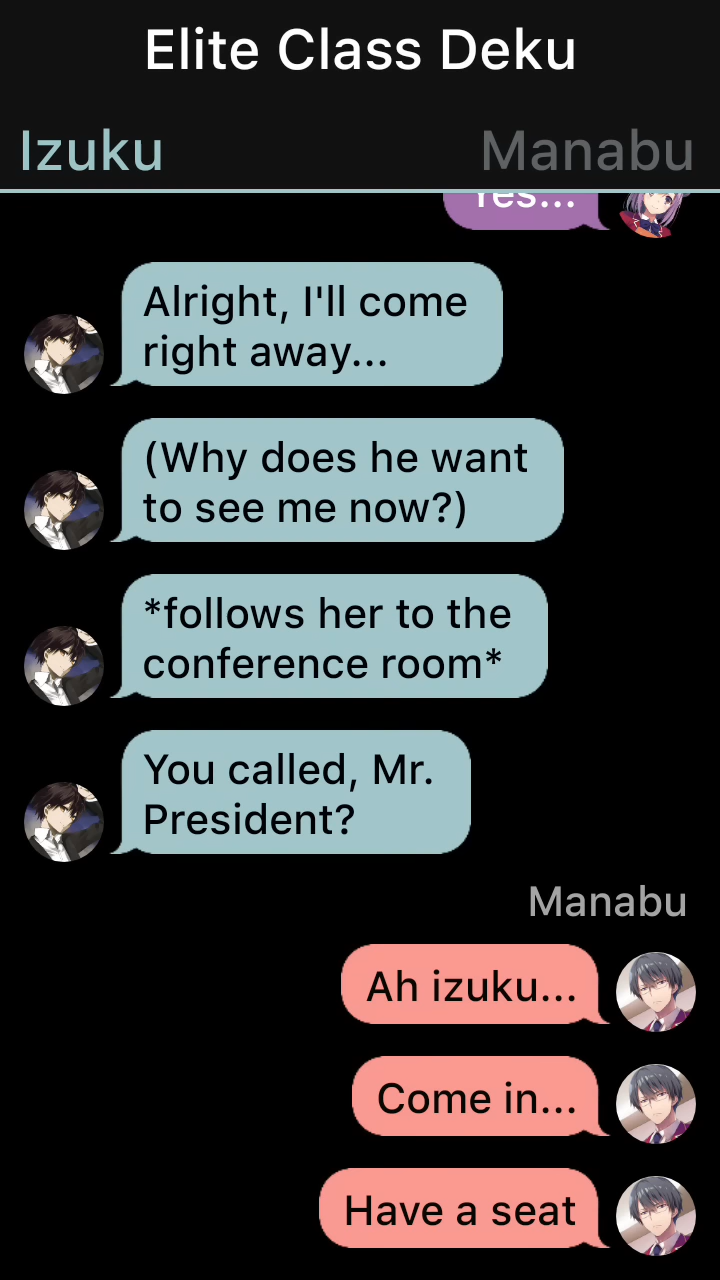 Elite Class Deku
Izuku
Manabu
Yes...
Alright, I'll come
right away...
(Why does he want
to see me now?)
*follows her to the
conference room*
You called, Mr.
President?
Manabu
Ah izuku...
Come in...
Have a seat